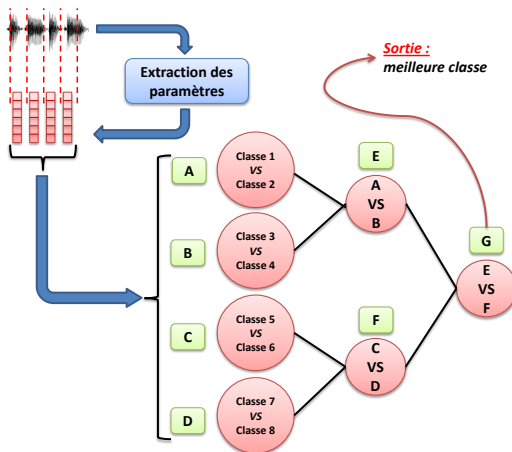 Extraction des
paramètres
Sortie :
meilleure classe
A
Classe 1
VS
Classe 2
B
Classe 3
VS
Classe 4
C
Classe 5
VS
Classe 6
D
Classe 7
VS
Classe 8
E
A
VS
B
F
C
VS
D
G
E
VS
F